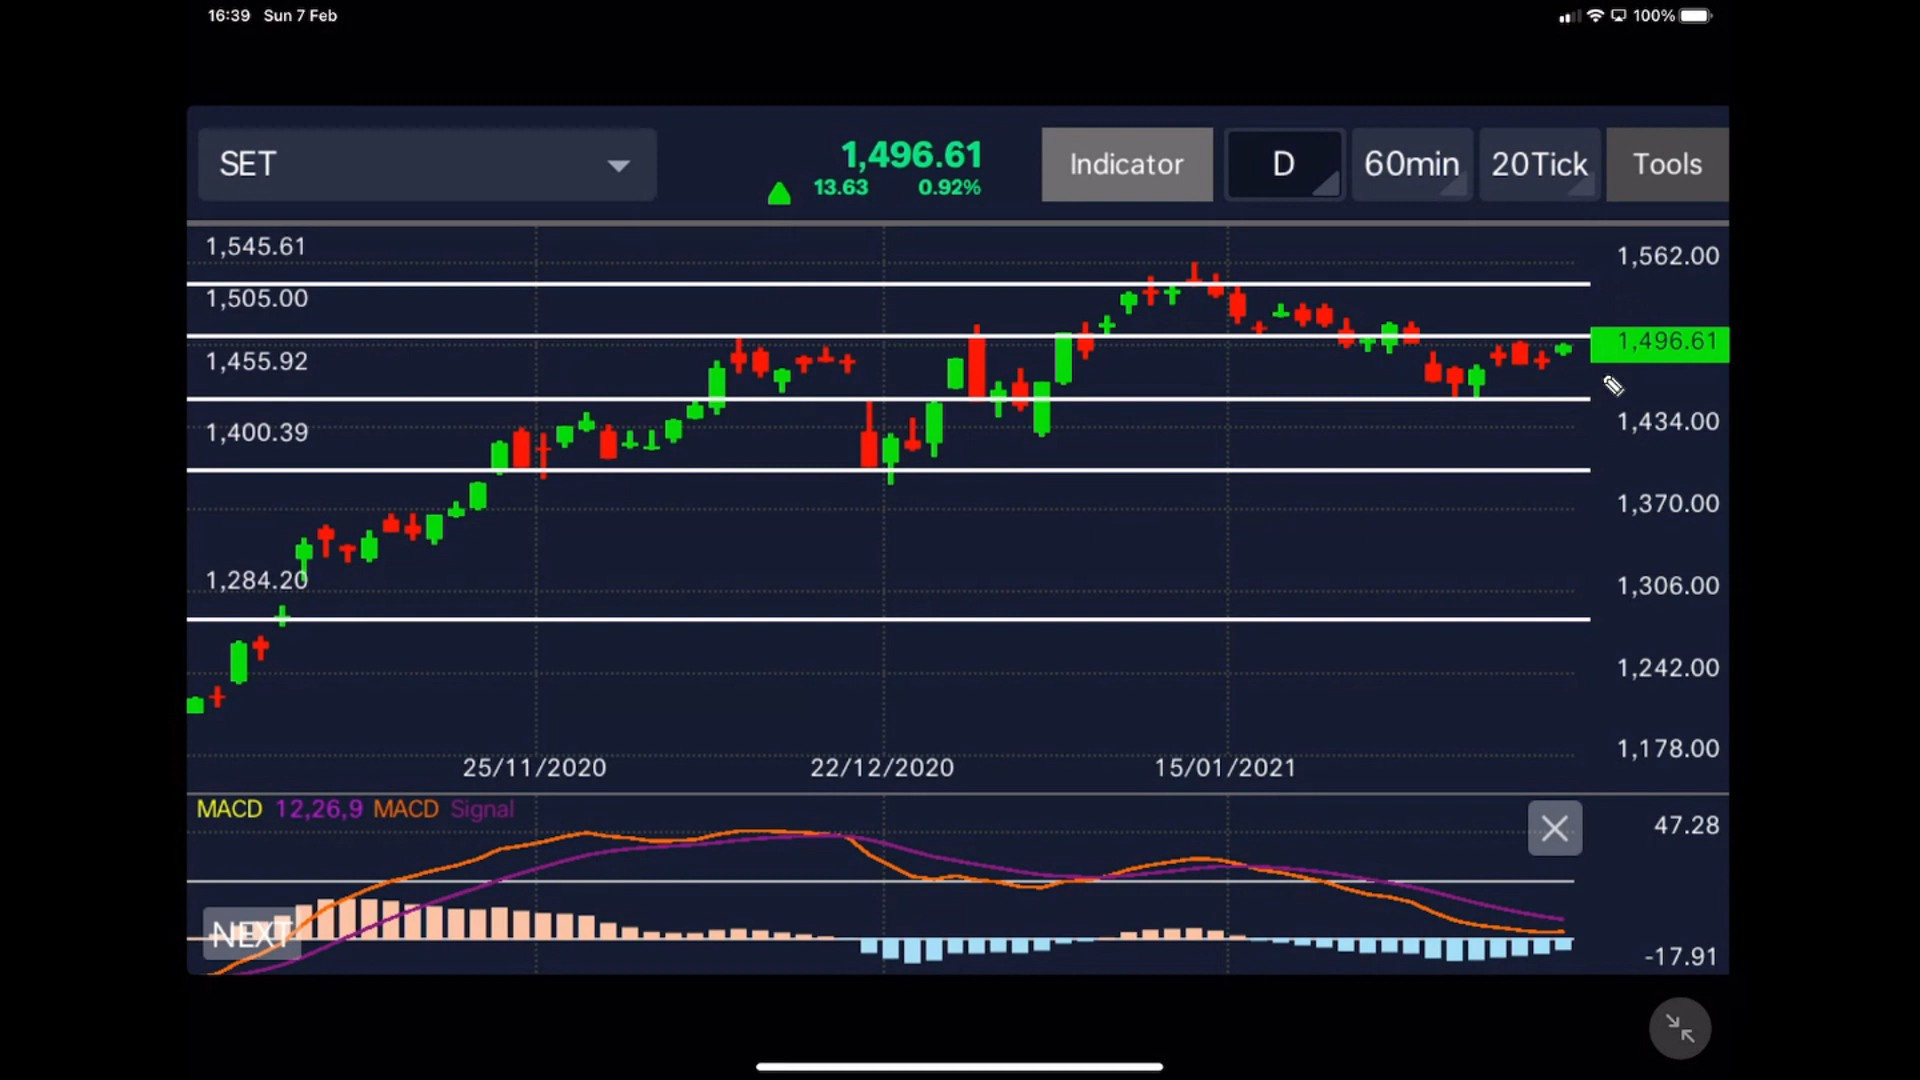 16:39 Sun 7 Feb
100%
SET
1,496.61
13.63 0.92%
Indicator
D
60min
20Tick
Tools
1,545.61
1,562.00
1,505.00
1,496.61
1,455.92
1,434.00
1,400.39
1,370.00
1,284.20
1,306.00
1,242.00
1,178.00
25/11/2020 22/12/2020 15/01/2021
MACD 12,26,9 MACD Signal
47.28
NEXT
-17.91